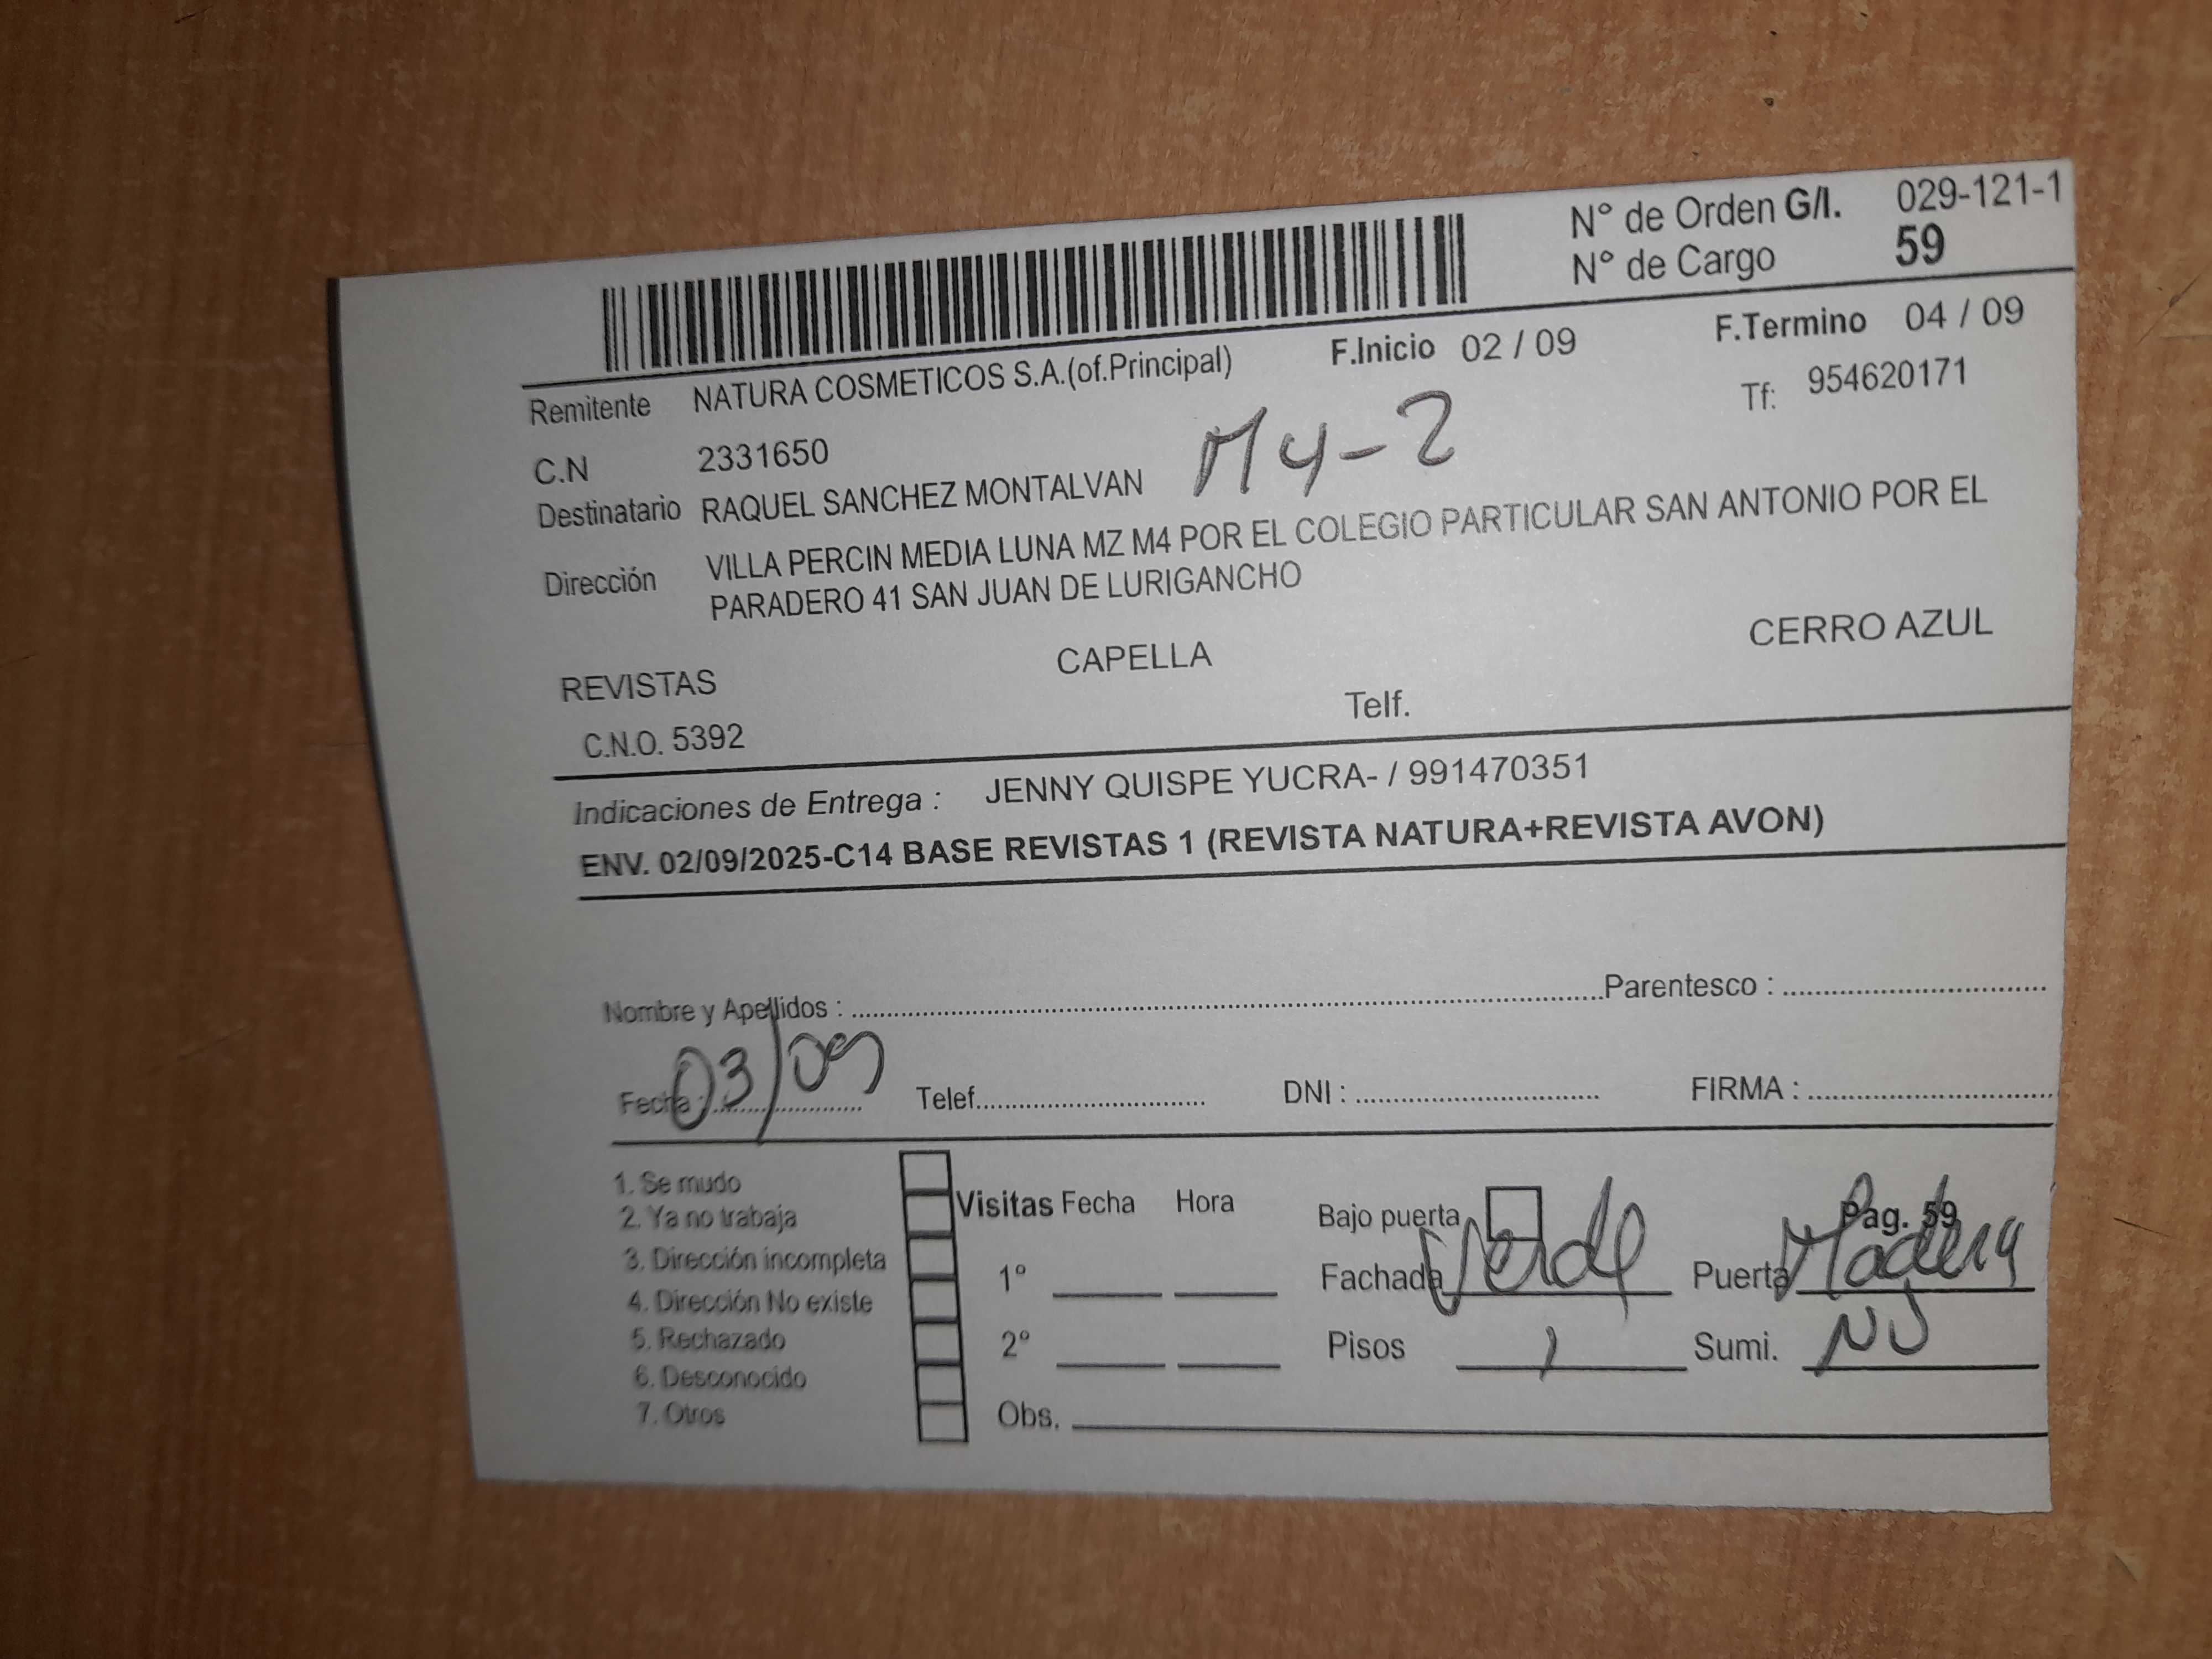 N° de Orden G/I. 029-121-1
N° de Cargo 59
F.Inicio 02 / 09 F.Termino 04 / 09
Remitente NATURA COSMETICOS S.A.(of.Principal) Tf: 954620171
C.N 2331650 M4-2
Destinatario RAQUEL SANCHEZ MONTALVAN
Dirección VILLA PERCIN MEDIA LUNA MZ M4 POR EL COLEGIO PARTICULAR SAN ANTONIO POR EL
PARADERO 41 SAN JUAN DE LURIGANCHO
REVISTAS CAPELLA CERRO AZUL
C.N.O. 5392 Telf.
Indicaciones de Entrega : JENNY QUISPE YUCRA- / 991470351
ENV. 02/09/2025-C14 BASE REVISTAS 1 (REVISTA NATURA+REVISTA AVON)
Nombre y Apellidos : Parentesco :
Fecha : 03/09 Telef. DNI : FIRMA :
1. Se mudo
2. Ya no trabaja Visitas Fecha Hora Bajo puerta Pag. 59
3. Dirección incompleta 1° Fachada Verde Puerta Madera
4. Dirección No existe
5. Rechazado 2° Pisos 1 Sumi. NJ
6. Desconocido
7. Otros Obs.